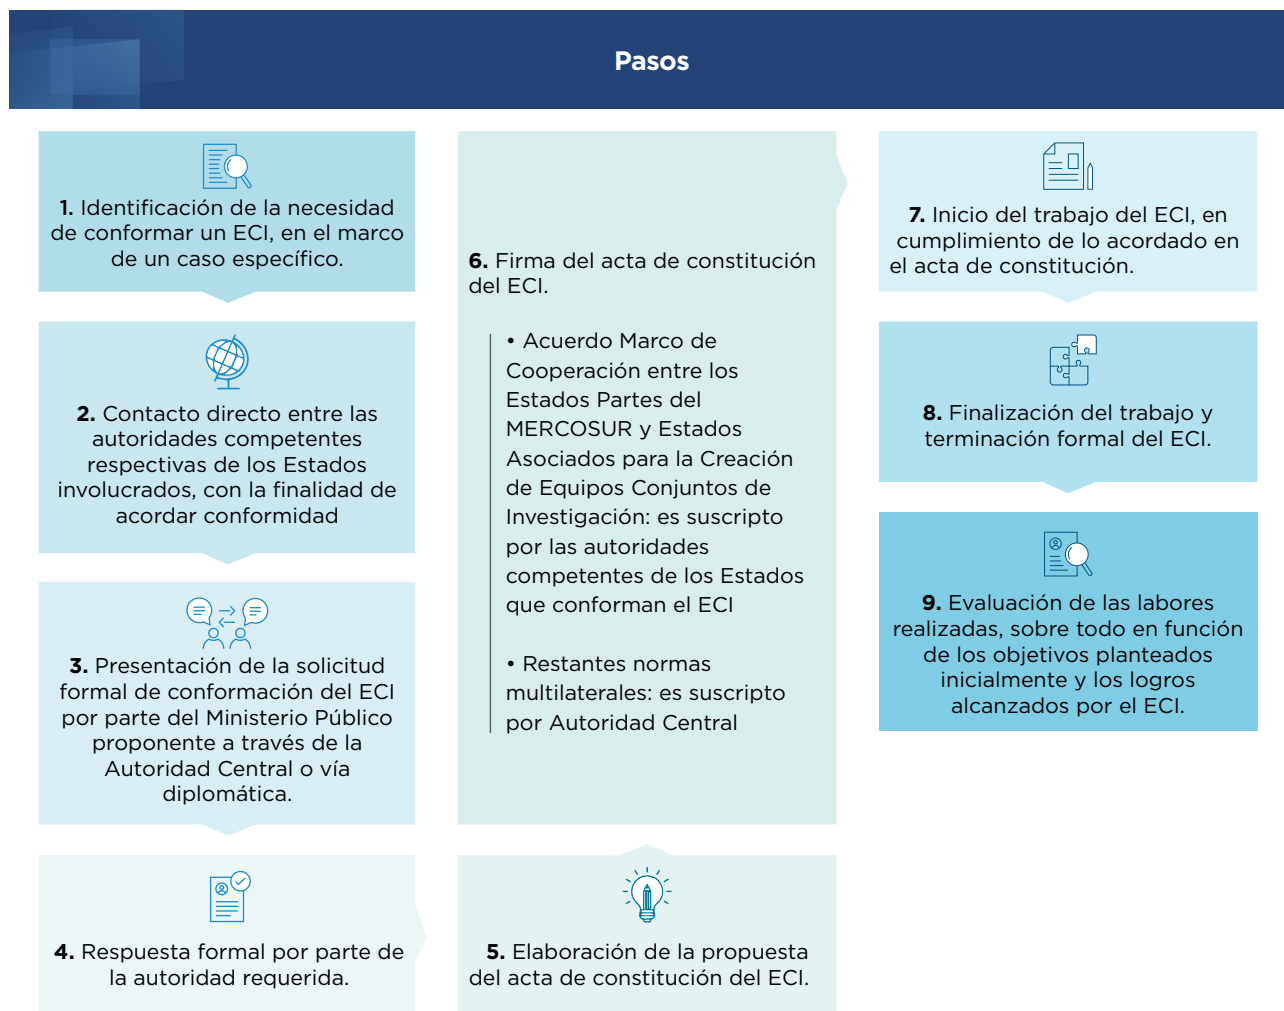 Pasos
1. Identificación de la necesidad
de conformar un ECI, en el marco
de un caso específico.
2. Contacto directo entre las
autoridades competentes
respectivas de los Estados
involucrados, con la finalidad de
acordar conformidad
3. Presentación de la solicitud
formal de conformación del ECI
por parte del Ministerio Público
proponente a través de la
Autoridad Central o vía
diplomática.
4. Respuesta formal por parte de
la autoridad requerida.
5. Elaboración de la propuesta
del acta de constitución del ECI.
6. Firma del acta de constitución
del ECI.
• Acuerdo Marco de
Cooperación entre los
Estados Partes del
MERCOSUR y Estados
Asociados para la Creación
de Equipos Conjuntos de
Investigación: es suscripto
por las autoridades
competentes de los Estados
que conforman el ECI
• Restantes normas
multilaterales: es suscripto
por Autoridad Central
7. Inicio del trabajo del ECI, en
cumplimiento de lo acordado en
el acta de constitución.
8. Finalización del trabajo y
terminación formal del ECI.
9. Evaluación de las labores
realizadas, sobre todo en función
de los objetivos planteados
inicialmente y los logros
alcanzados por el ECI.